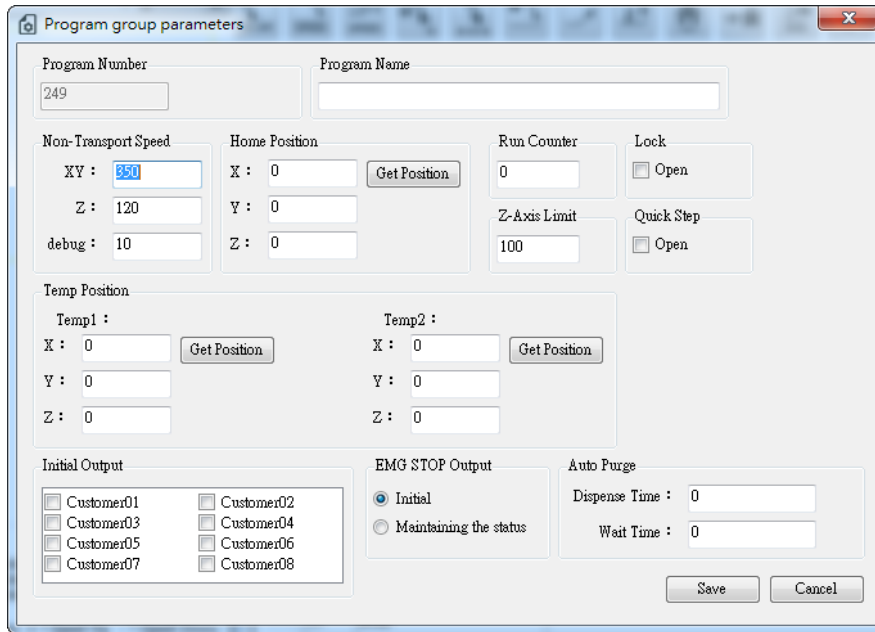 Program group parameters
Program Number
Program Name
249
Non-Transport Speed
Home Position
Run Counter
Lock
XY : 350
X : 0
Get Position
0
Open
Z : 120
Y : 0
Z-Axis Limit
Quick Step
debug : 10
Z : 0
100
Open
Temp Position
Temp1 :
Temp2 :
X : 0
Get Position
X : 0
Get Position
Y : 0
Y : 0
Z : 0
Z : 0
Initial Output
EMG STOP Output
Auto Purge
Customer01
Customer02
Initial
Dispense Time : 0
Customer03
Customer04
Maintaining the status
Customer05
Customer06
Wait Time : 0
Customer07
Customer08
Save
Cancel